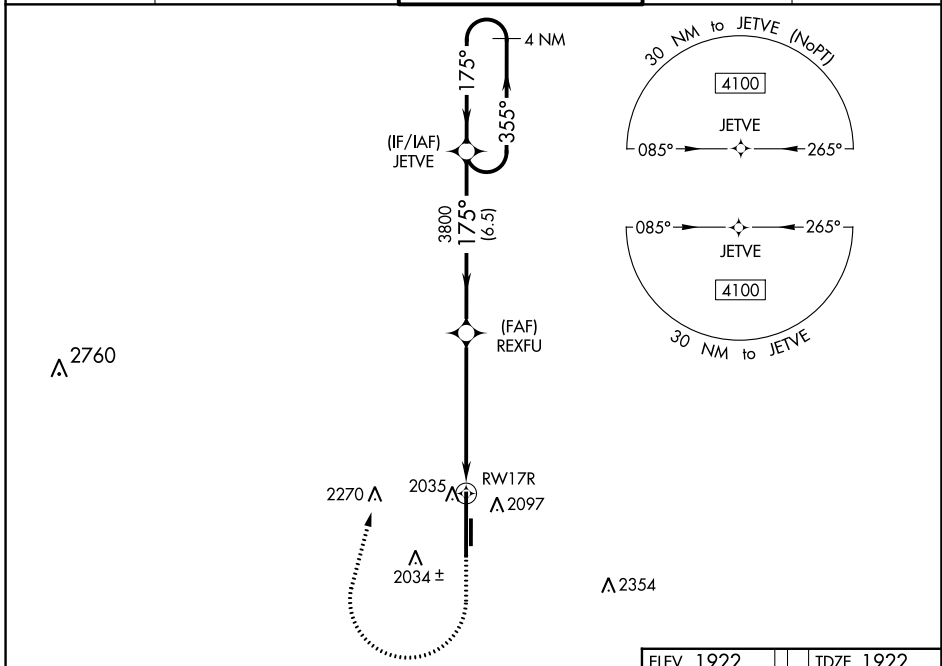 4 NM
175°
355°
(IF/IAF)
JETVE
3800
175°
(6.5)
(FAF)
REXFU
2760
RW17R
2270
2035
2097
2034 ±
2354
30 NM to JETVE (NoPT)
4100
JETVE
085°
265°
085°
265°
JETVE
4100
30 NM to JETVE
ELEV 1922
TDZE 1922